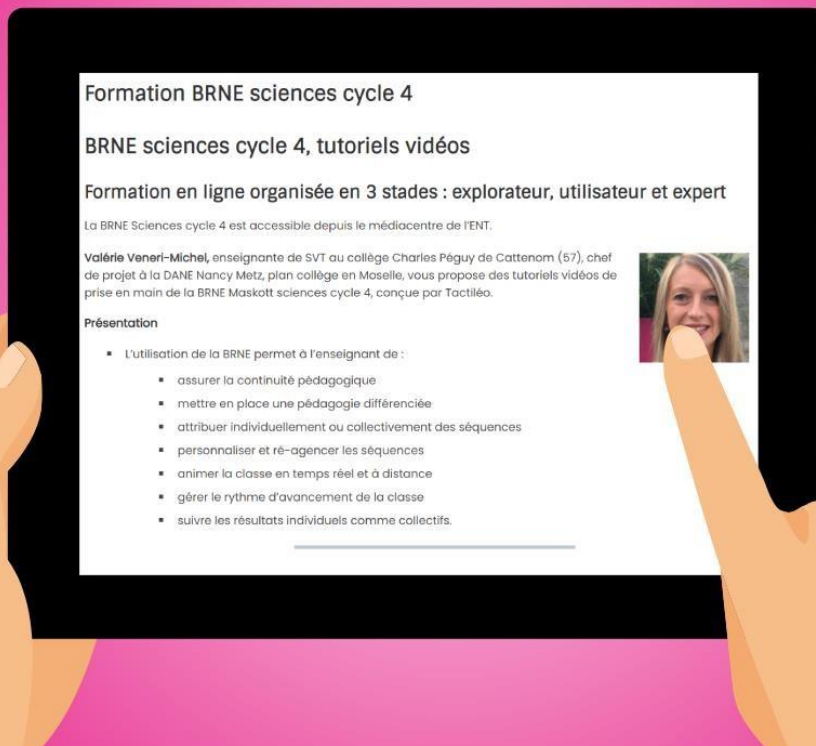 Formation BRNE sciences cycle 4
BRNE sciences cycle 4, tutoriels vidéos
Formation en ligne organisée en 3 stades : explorateur, utilisateur et expert
La BRNE Sciences cycle 4 est accessible depuis le médiacentre de l'ENT.
Valérie Veneri-Michel, enseignante de SVT au collège Charles Péguy de Cattenom (57), chef
de projet à la DANE Nancy Metz, plan collège en Moselle, vous propose des tutoriels vidéos de
prise en main de la BRNE Maskott sciences cycle 4, conçue par Tactiléo.
Présentation
▪ L'utilisation de la BRNE permet à l'enseignant de :
▪ assurer la continuité pédagogique
▪ mettre en place une pédagogie différenciée
▪ attribuer individuellement ou collectivement des séquences
▪ personnaliser et ré-agencer les séquences
▪ animer la classe en temps réel et à distance
▪ gérer le rythme d'avancement de la classe
▪ suivre les résultats individuels comme collectifs.